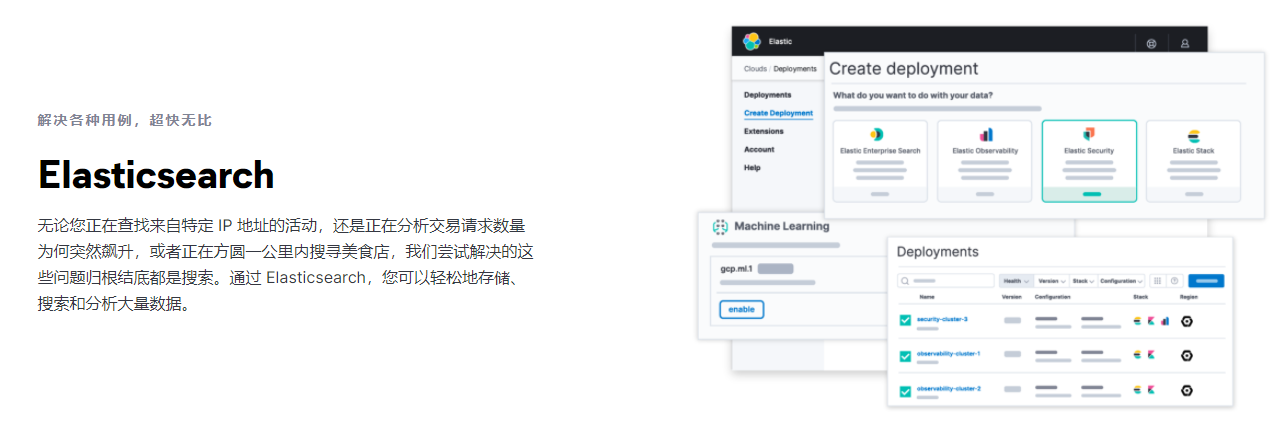 解决各种用例，超快无比
Elasticsearch
无论您正在查找来自特定 IP 地址的活动，还是正在分析交易请求数量
为何突然飙升，或者正在方圆一公里内搜寻美食店，我们尝试解决的这
些问题归根结底都是搜索。通过 Elasticsearch，您可以轻松地存储、
搜索和分析大量数据。
Elastic
Clouds / Deployments
Deployments
Create Deployment
Extensions
Account
Help
Create deployment
What do you want to do with your data?
Elastic Enterprise Search
Elastic Observability
Elastic Security
Elastic Stack
Machine Learning
gcp.ml.1
enable
Deployments
Health Version Stack Configuration
Name Version Configuration Stack Region
security-cluster-3
observability-cluster-1
observability-cluster-2